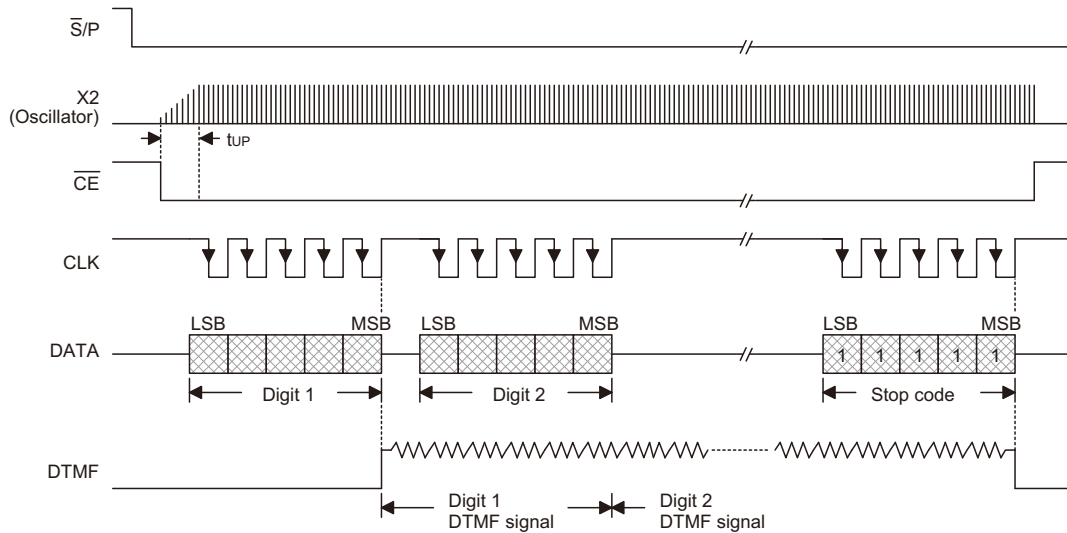 S̅/P
X2
(Oscillator)
tUP
C̅E̅
CLK
LSB MSB LSB MSB LSB MSB
DATA
1 1 1 1 1
Digit 1 Digit 2 Stop code
DTMF
Digit 1 Digit 2
DTMF signal DTMF signal